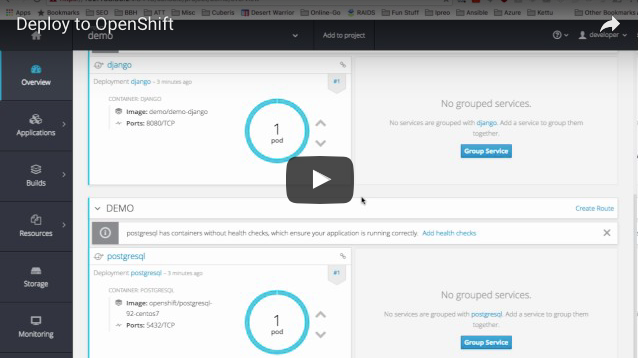 Apps Bookmarks SEO BBH ATT Misc Cuberis Desert Warrior Online-Go RAIDS Fun Stuff Ipreo Ansible Azure Kettu Other Bookmarks
Deploy to OpenShift
demo
Add to project
developer
Overview
Applications
Builds
Resources
Storage
Monitoring
django
Deployment django - 3 minutes ago
#1
CONTAINER: DJANGO
Image: demo/demo-django
Ports: 8080/TCP
1
pod
No grouped services.
No services are grouped with django. Add a service to group them
together.
Group Service
DEMO
Create Route
postgresql has containers without health checks, which ensure your application is running correctly. Add health checks
postgresql
Deployment postgresql - 3 minutes ago
#1
CONTAINER: POSTGRESQL
Image: openshift/postgresql-
92-centos7
Ports: 5432/TCP
1
pod
No grouped services.
No services are grouped with postgresql. Add a service to group them
together.
Group Service